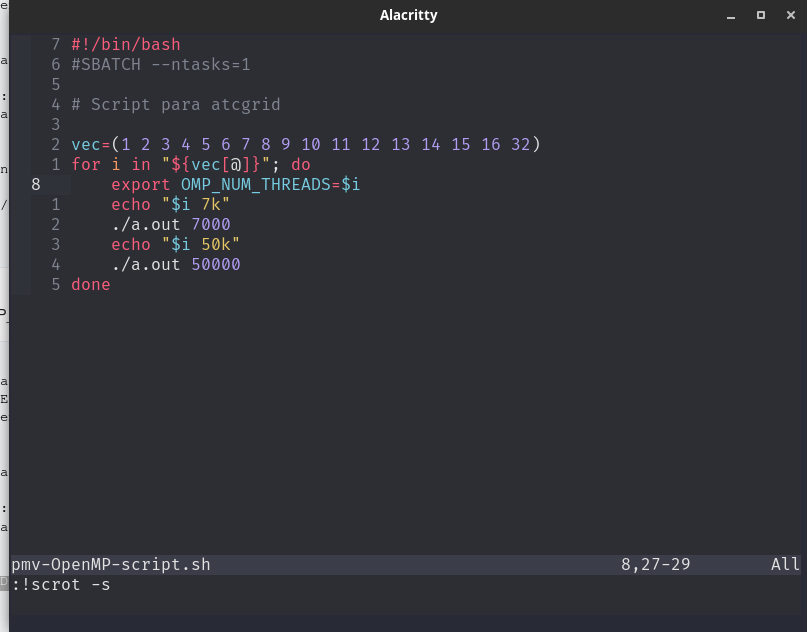 Alacritty
7 #!/bin/bash
6 #SBATCH --ntasks=1
5
4 # Script para atcgrid
3
2 vec=(1 2 3 4 5 6 7 8 9 10 11 12 13 14 15 16 32)
1 for i in "${vec[@]}"; do
8     export OMP_NUM_THREADS=$i
1     echo "$i 7k"
2     ./a.out 7000
3     echo "$i 50k"
4     ./a.out 50000
5 done
pmv-OpenMP-script.sh 8,27-29 All
:!scrot -s